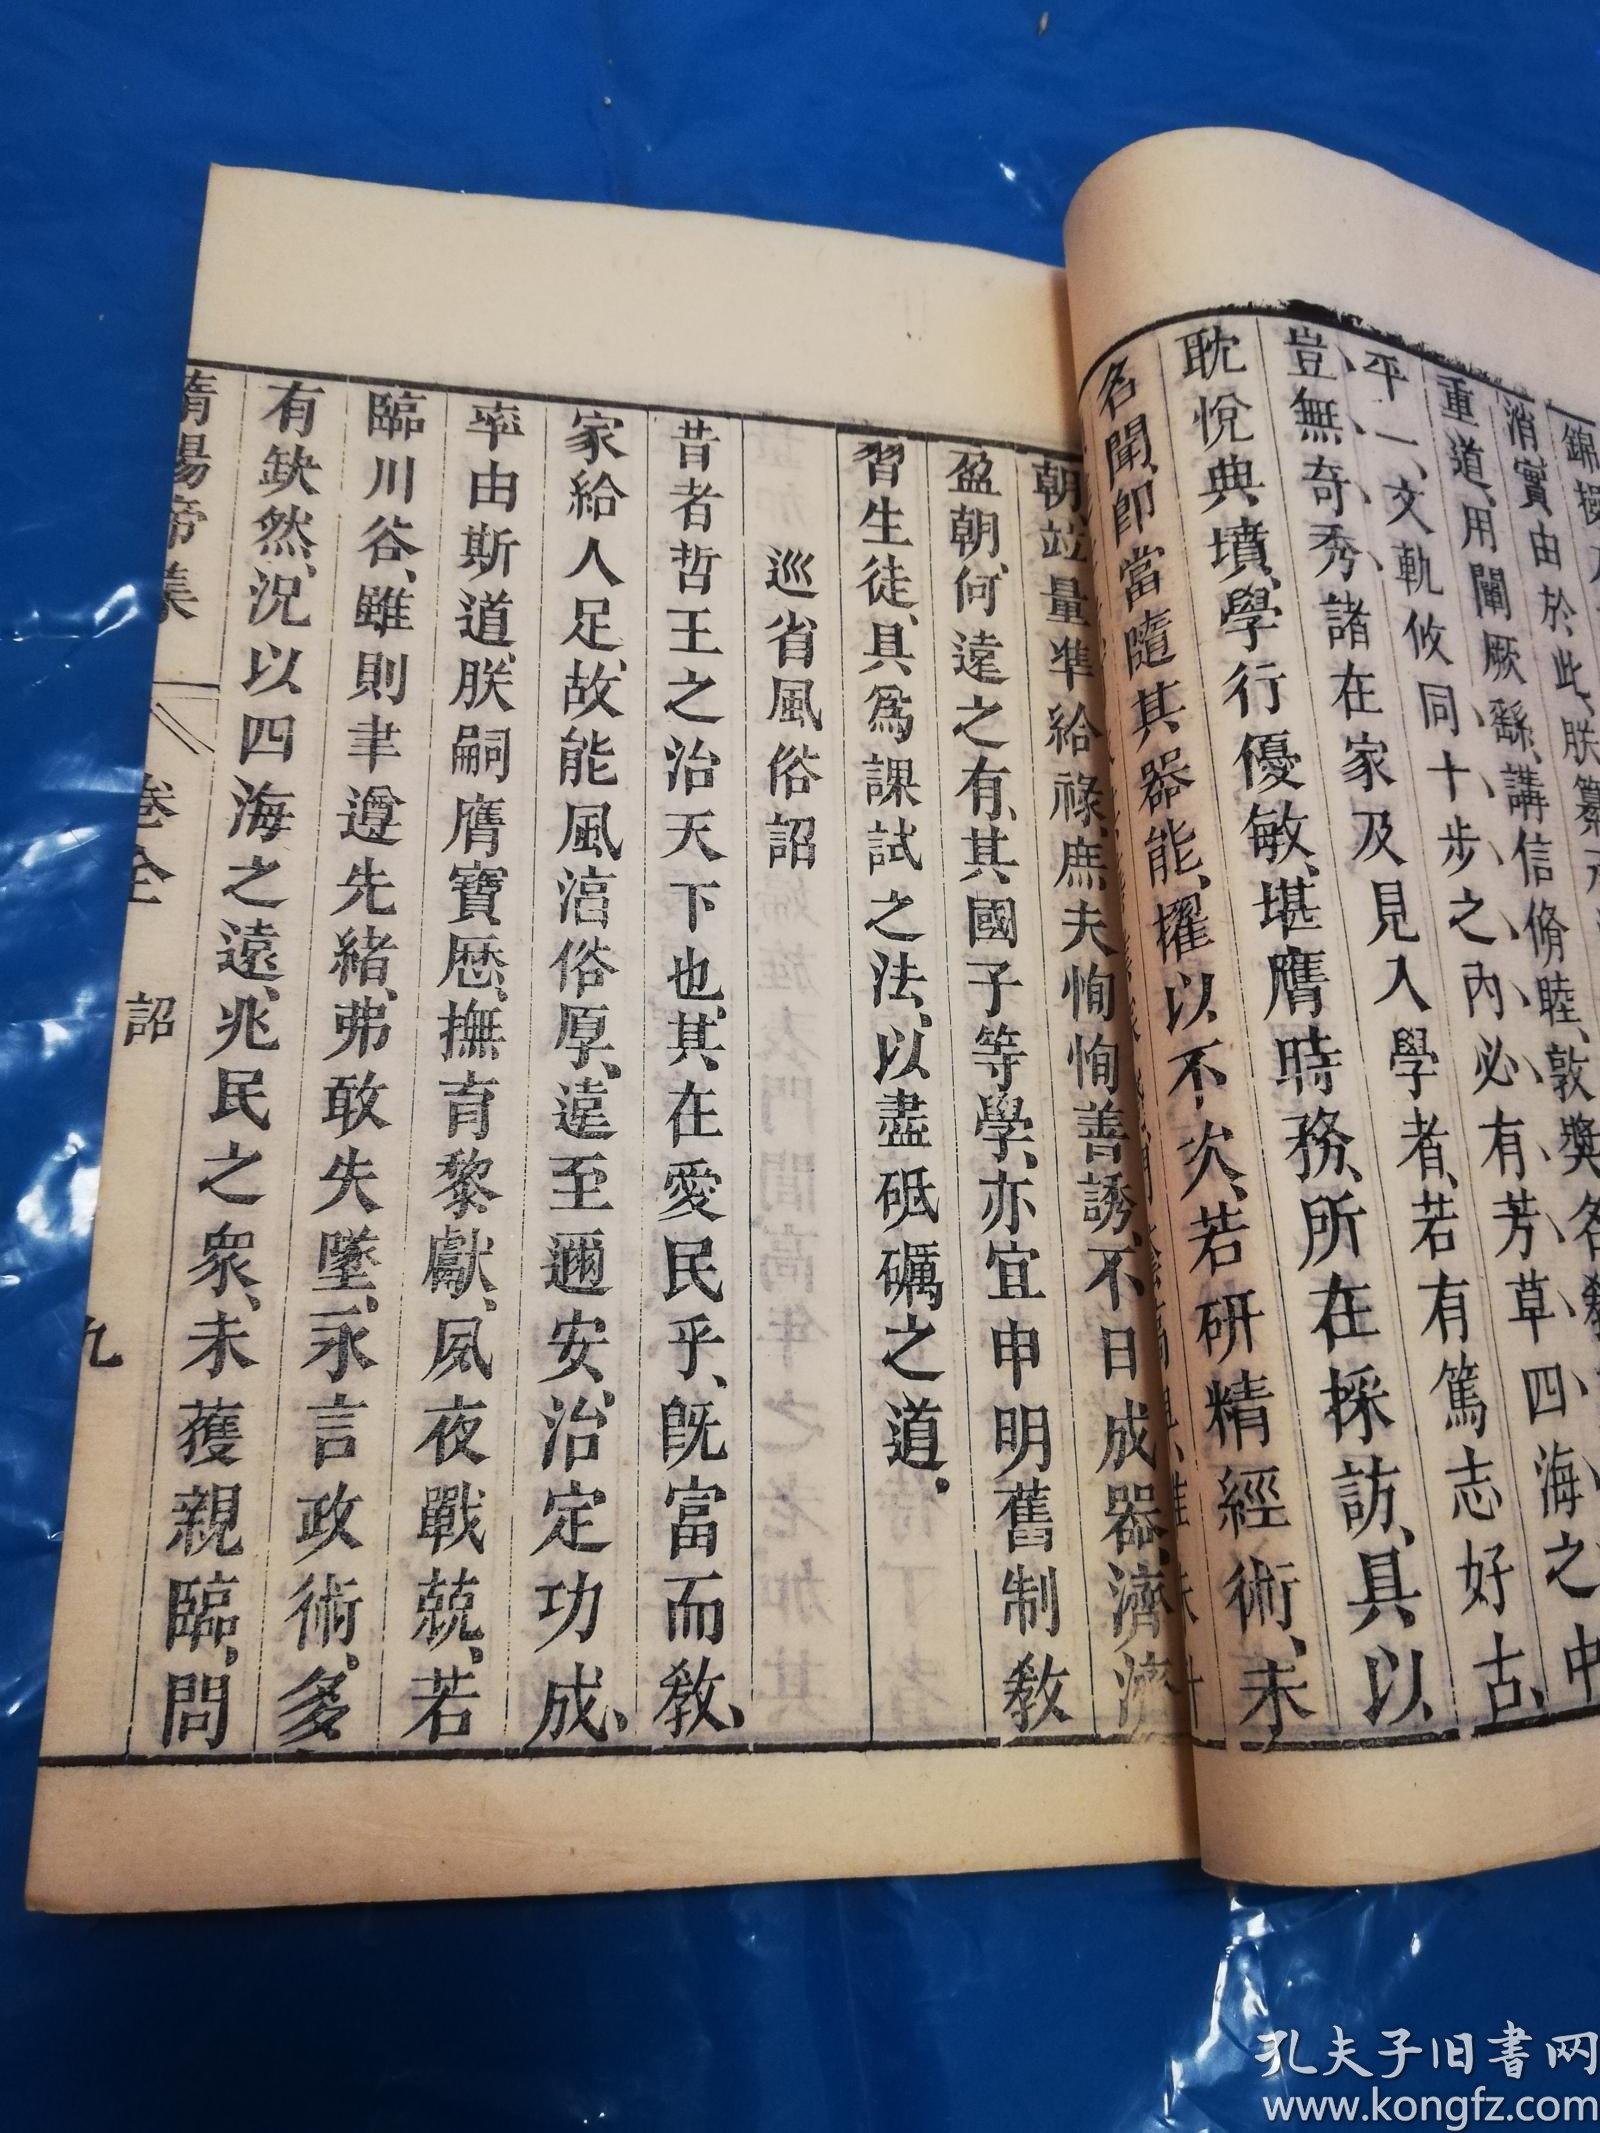 消實由於此、朕纂
重道、用闡厥繇、講信脩睦、敦奬名敎
平一、文軌攸同、十步之內、必有芳草、四海之中
豈無奇秀、諸在家及見入學者、若有篤志好古、
耽悅典墳、學行優敏、堪膺時務、所在採訪、具以
名聞、卽當隨其器能、擢以不次、若研精經術、未
朝、竝量準給祿、庶夫恂恂善誘、不日成器、濟濟
盈朝、何遠之有、其國子等學、亦宜申明舊制、敎
習生徒、具爲課試之法、以盡砥礪之道。
巡省風俗詔
昔者哲王之治天下也、其在愛民乎、旣富而敎、
家給人足、故能風淳俗厚、遠至邇安、治定功成、
率由斯道、朕嗣膺寶歷、撫育黎獻、夙夜戰兢、若
臨川谷、雖則聿遵先緒、弗敢失墜、永言政術、多
有缺然、況以四海之遠、兆民之衆、未獲親臨、問
隋煬帝集 卷全 詔 九
孔夫子旧书网
www.kongfz.com